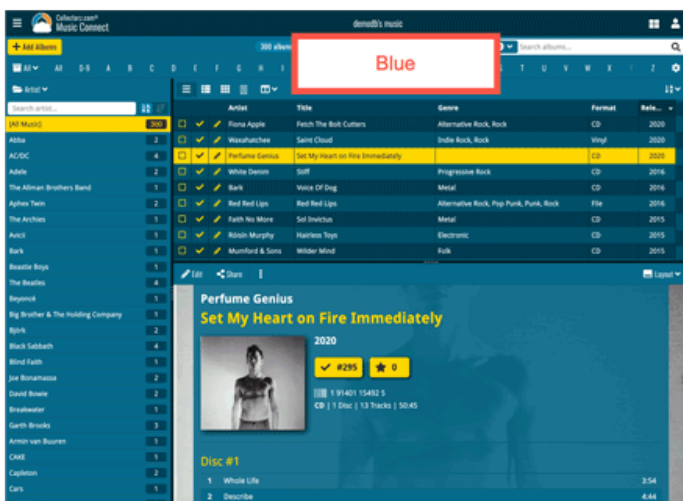 Collectorz.com®
Music Connect
demodb's music
+ Add Albums
300 albums
Blue
Search albums...
All All 0-9 A B C D E F G H I T U V W X Z
Artist
Search artist...
[All Music] 300
Abba 2
AC/DC 4
Adele 2
The Allman Brothers Band 1
Aphex Twin 2
The Archies 1
Avicii 1
Bark 1
Beastie Boys 1
The Beatles 4
Beyoncé 1
Big Brother & The Holding Company 1
Björk 2
Black Sabbath 4
Blind Faith 1
Joe Bonamassa 2
David Bowie 2
Breakwater 1
Garth Brooks 3
Armin van Buuren 1
CAKE 1
Capleton 2
Cars 1
Artist Title Genre Format Rele...
Fiona Apple Fetch The Bolt Cutters Alternative Rock, Rock CD 2020
Waxahatchee Saint Cloud Indie Rock, Rock Vinyl 2020
Perfume Genius Set My Heart on Fire Immediately CD 2020
White Denim Stiff Progressive Rock CD 2016
Bark Voice Of Dog Metal CD 2016
Red Red Lips Red Red Lips Alternative Rock, Pop Punk, Punk, Rock File 2016
Faith No More Sol Invictus Metal CD 2015
Róisín Murphy Hairless Toys Electronic CD 2015
Mumford & Sons Wilder Mind Folk CD 2015
Edit Share Layout
Perfume Genius
Set My Heart on Fire Immediately
2020
#295 0
1 91401 15492 5
CD | 1 Disc | 13 Tracks | 50:45
Disc #1
1 Whole Life 3:54
2 Describe 4:44